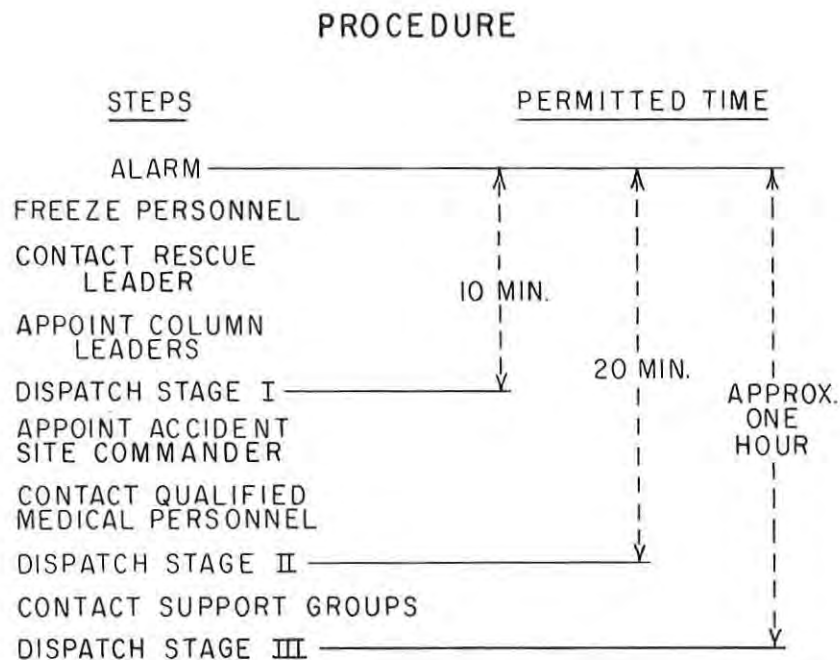 PROCEDURE
STEPS
PERMITTED TIME
ALARM
FREEZE PERSONNEL
CONTACT RESCUE
LEADER
10 MIN.
APPOINT COLUMN
LEADERS
20 MIN.
DISPATCH STAGE I
APPROX.
ONE
HOUR
APPOINT ACCIDENT
SITE COMMANDER
CONTACT QUALIFIED
MEDICAL PERSONNEL
DISPATCH STAGE II
CONTACT SUPPORT GROUPS
DISPATCH STAGE III